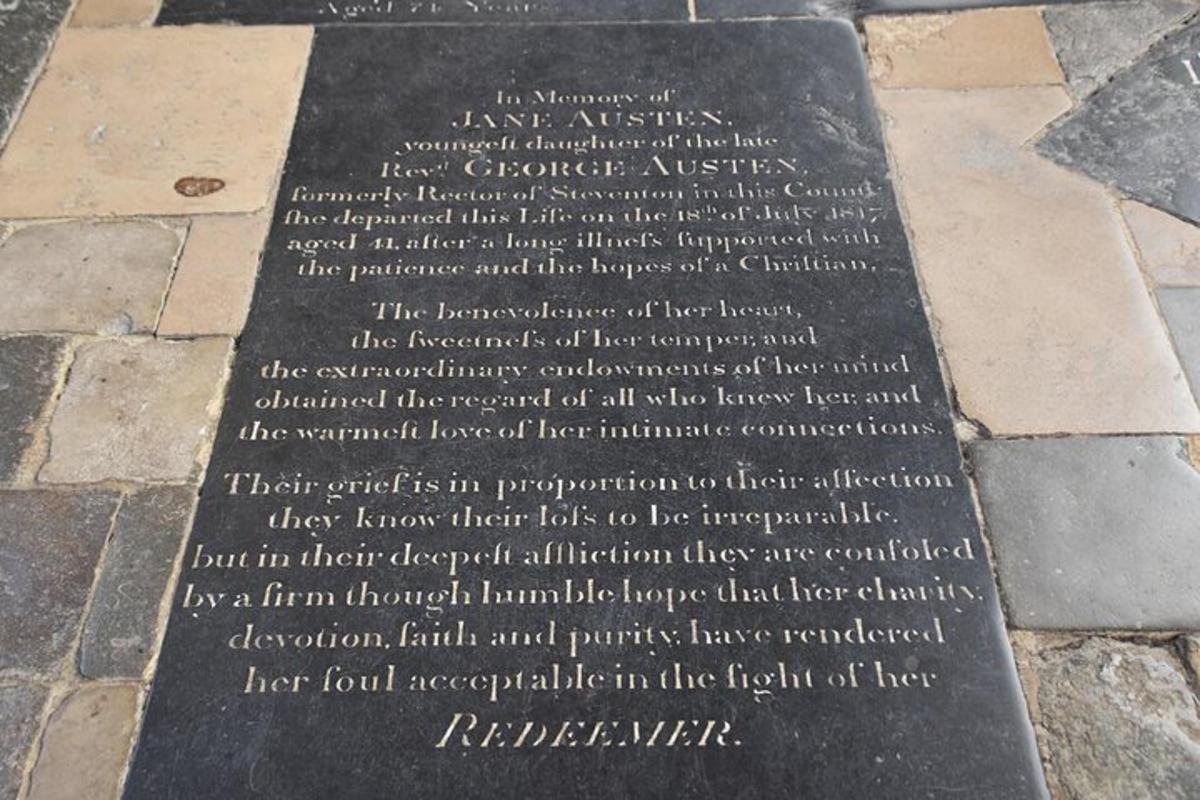 Aged 74 Years
In Memory of
JANE AUSTEN,
youngeſt daughter of the late
Revᵈ GEORGE AUSTEN,
formerly Rector of Steventon in this County
ſhe departed this Life on the 18ᵗʰ of July 1817,
aged 41, after a long illneſs ſupported with
the patience and the hopes of a Chriſtian.
The benevolence of her heart,
the ſweetneſs of her temper, and
the extraordinary endowments of her mind
obtained the regard of all who knew her, and
the warmeſt love of her intimate connections.
Their grief is in proportion to their affection
they know their loſs to be irreparable,
but in their deepeſt affliction they are conſoled
by a firm though humble hope that her charity,
devotion, faith and purity, have rendered
her ſoul acceptable in the ſight of her
REDEEMER.